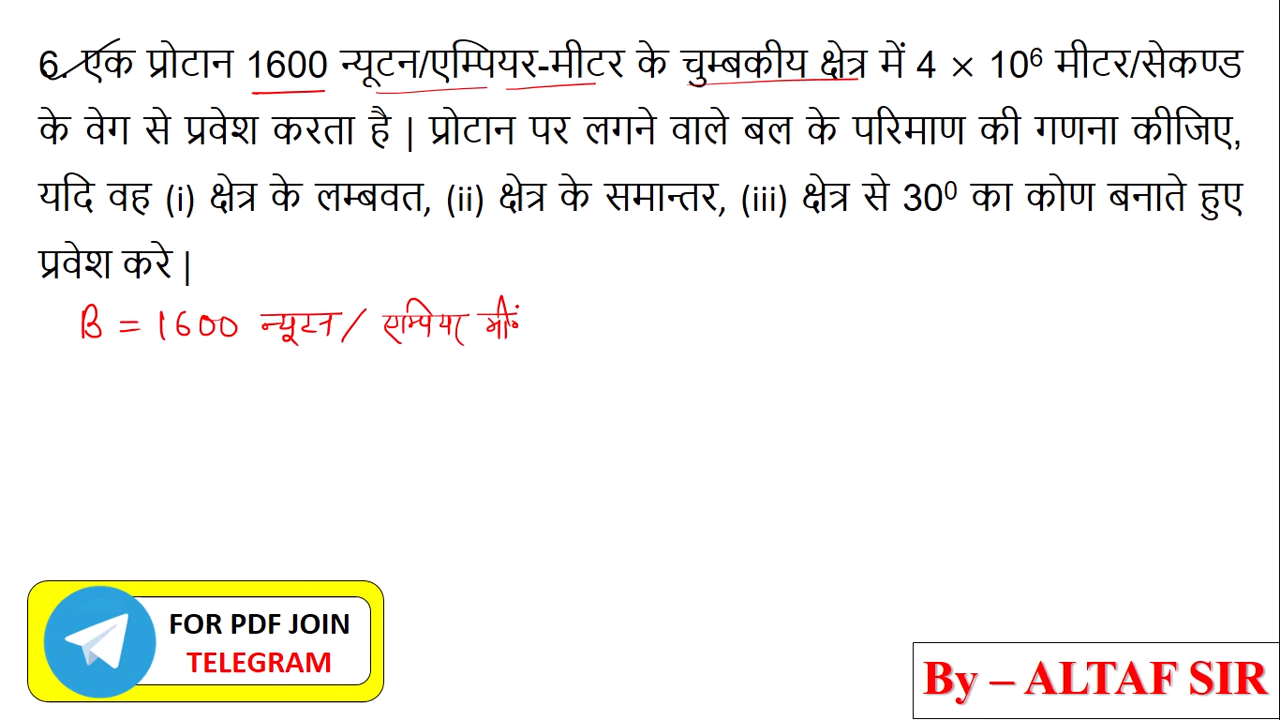 6. एक प्रोटान 1600 न्यूटन/एम्पियर-मीटर के चुम्बकीय क्षेत्र में 4 × 10⁶ मीटर/सेकण्ड
के वेग से प्रवेश करता है | प्रोटान पर लगने वाले बल के परिमाण की गणना कीजिए,
यदि वह (i) क्षेत्र के लम्बवत, (ii) क्षेत्र के समान्तर, (iii) क्षेत्र से 30⁰ का कोण बनाते हुए
प्रवेश करे |
B = 1600 न्यूटन / एम्पियर मी०
FOR PDF JOIN
TELEGRAM
By – ALTAF SIR